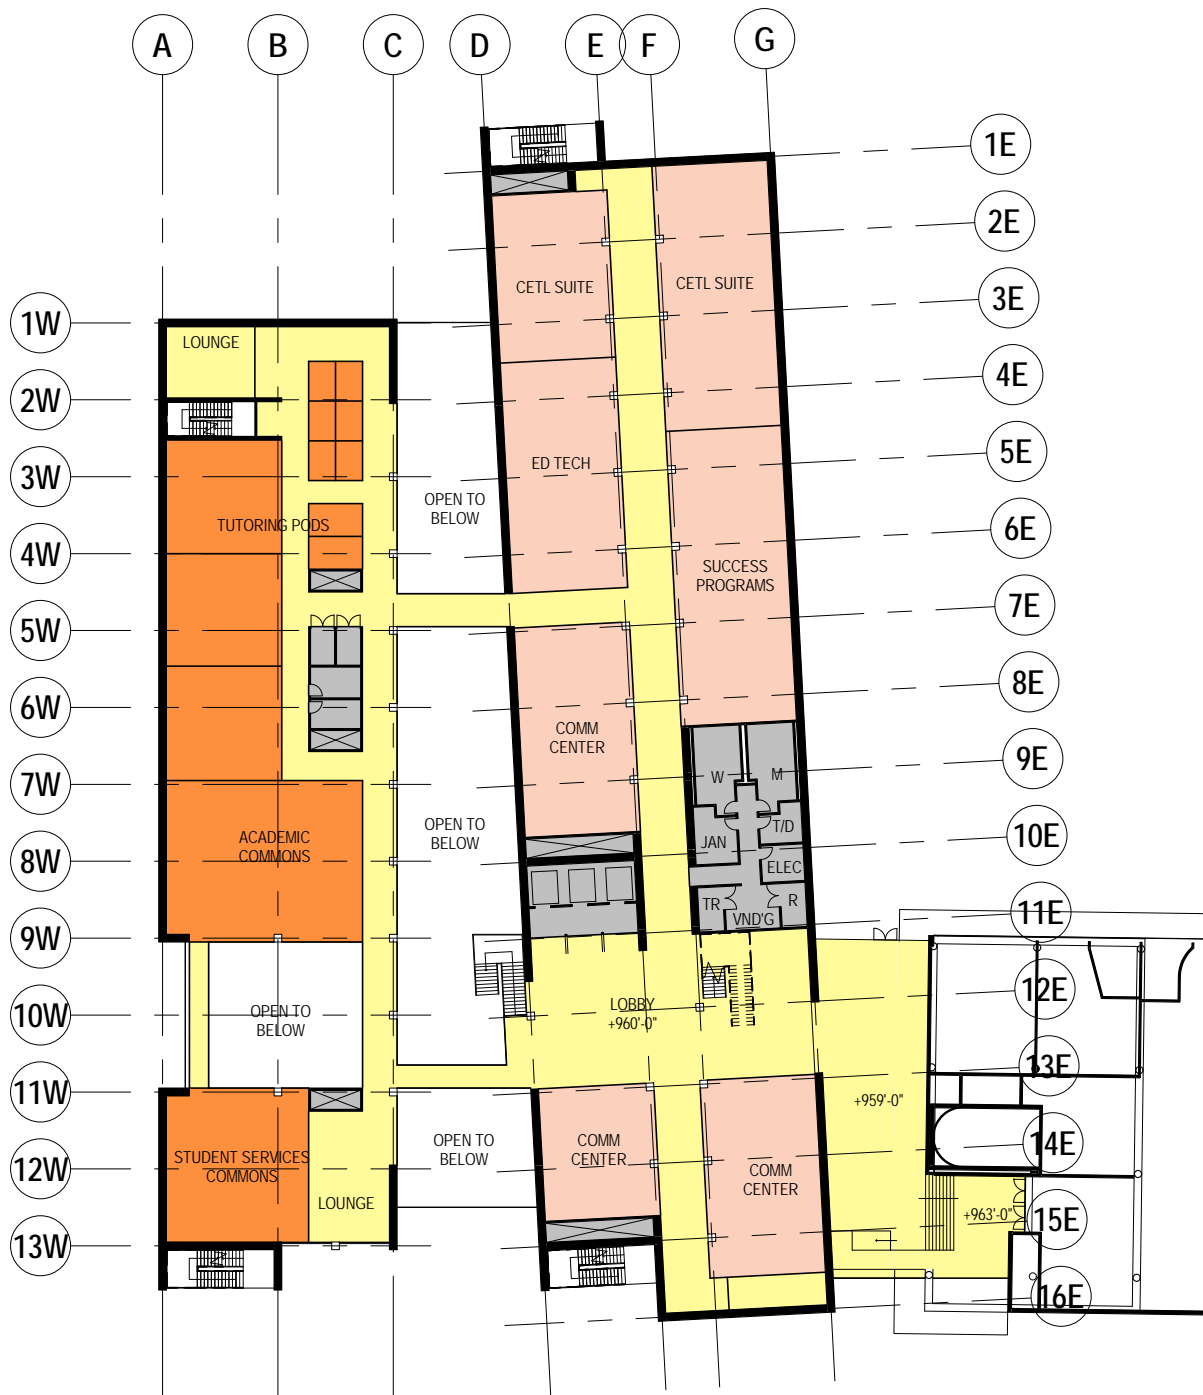 A
B
C
D
E
F
G
1E
2E
3E
4E
5E
6E
7E
8E
9E
10E
11E
12E
13E
14E
15E
16E
1W
2W
3W
4W
5W
6W
7W
8W
9W
10W
11W
12W
13W
LOUNGE
TUTORING PODS
ACADEMIC
COMMONS
OPEN TO
BELOW
STUDENT SERVICES
COMMONS
LOUNGE
OPEN TO
BELOW
OPEN TO
BELOW
OPEN TO
BELOW
CETL SUITE
CETL SUITE
ED TECH
SUCCESS
PROGRAMS
COMM
CENTER
W
M
JAN
T/D
ELEC
TR
VND'G
R
LOBBY
+960'-0"
COMM
CENTER
COMM
CENTER
+959'-0"
+963'-0"